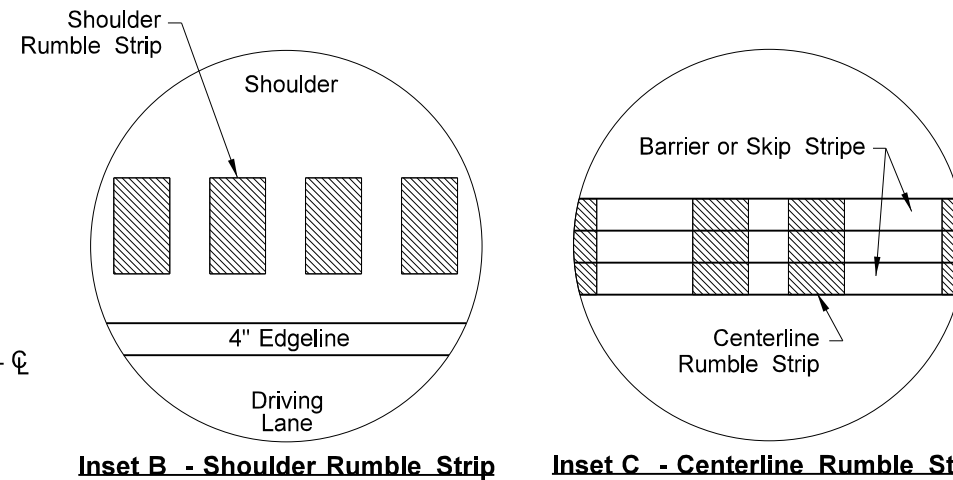 Shoulder
Rumble Strip
Shoulder
4" Edgeline
Driving
Lane
℄
Inset B - Shoulder Rumble Strip
Barrier or Skip Stripe
Centerline
Rumble Strip
Inset C - Centerline Rumble St